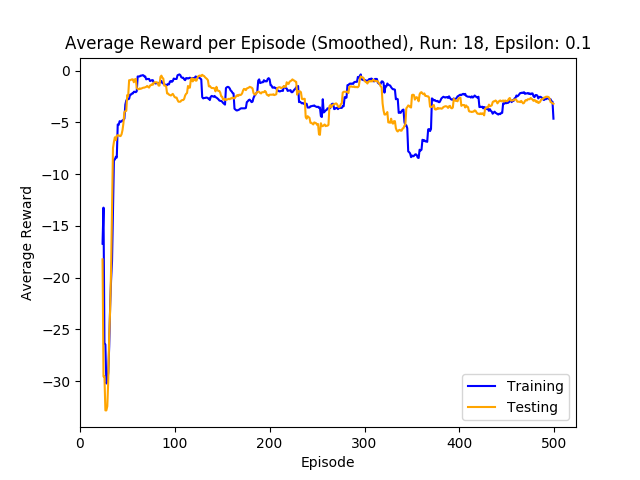 Average Reward per Episode (Smoothed), Run: 18, Epsilon: 0.1
Average Reward
0
−5
−10
−15
−20
−25
−30
0 100 200 300 400 500
Episode
Training
Testing